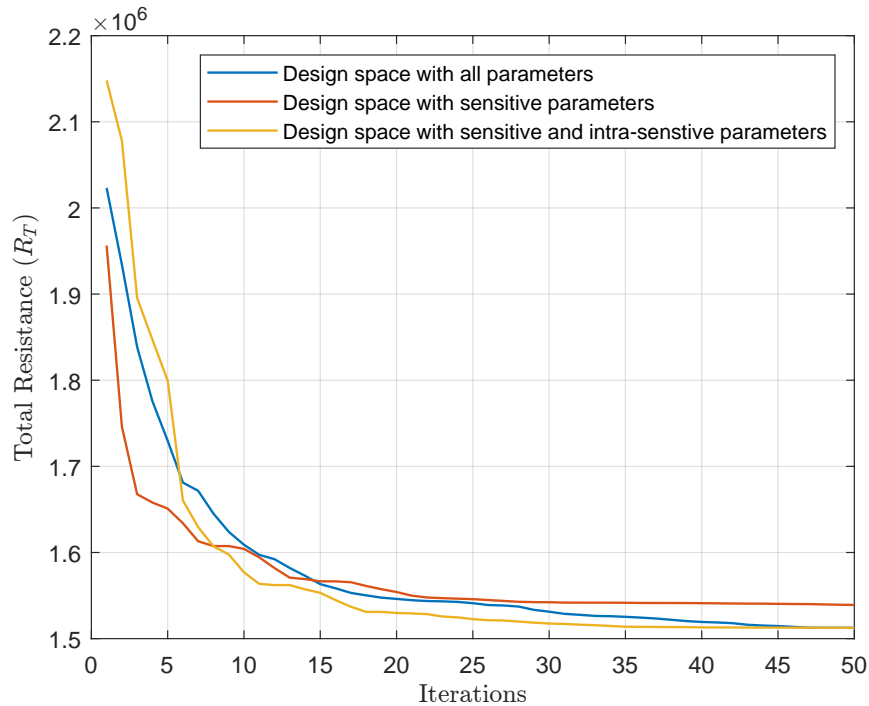 ×10^6
2.2
2.1
2
1.9
1.8
1.7
1.6
1.5
Total Resistance (R_T)
Design space with all parameters
Design space with sensitive parameters
Design space with sensitive and intra-senstive parameters
0 5 10 15 20 25 30 35 40 45 50
Iterations